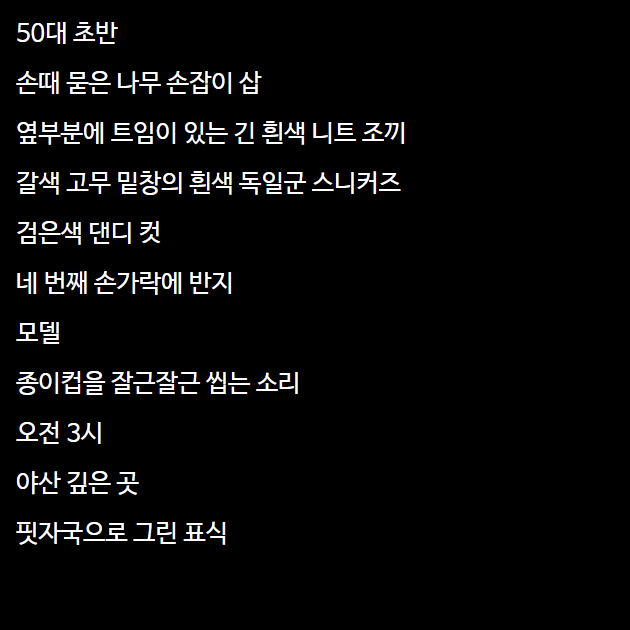 50대 초반
손때 묻은 나무 손잡이 삽
옆부분에 트임이 있는 긴 흰색 니트 조끼
갈색 고무 밑창의 흰색 독일군 스니커즈
검은색 댄디 컷
네 번째 손가락에 반지
모델
종이컵을 잘근잘근 씹는 소리
오전 3시
야산 깊은 곳
핏자국으로 그린 표식